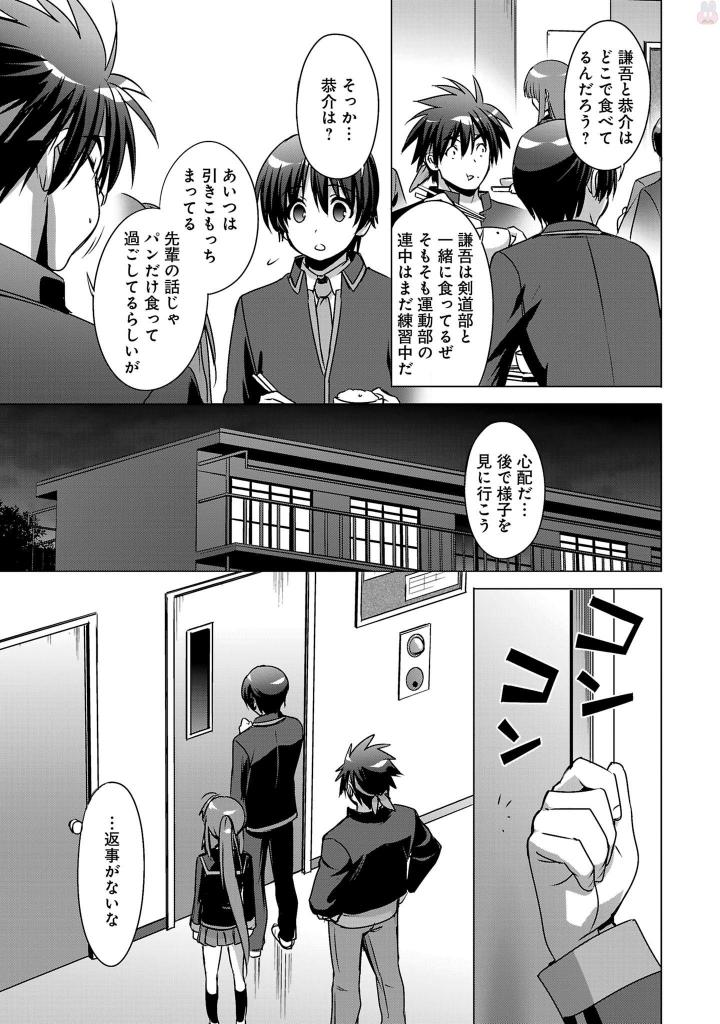 謙吾と恭介は
どこで食べて
るんだろう?
謙吾は剣道部と
一緒に食ってるぜ
そもそも運動部の
連中はまだ練習中だ
そっか…
恭介は?
あいつは
引きこもっち
まってる
先輩の話じゃ
パンだけ食って
過ごしてるらしいが
心配だ…
後で様子を
見に行こう
コン
コン
…返事がないな